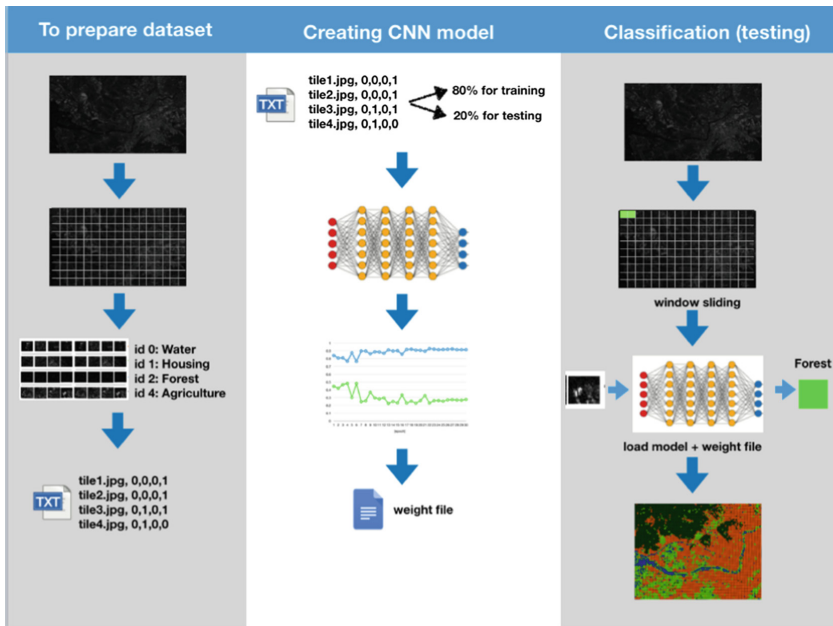 To prepare dataset
id 0: Water
id 1: Housing
id 2: Forest
id 4: Agriculture
TXT
tile1.jpg, 0,0,0,1
tile2.jpg, 0,0,0,1
tile3.jpg, 0,1,0,1
tile4.jpg, 0,1,0,0
Creating CNN model
TXT
tile1.jpg, 0,0,0,1
tile2.jpg, 0,0,0,1
tile3.jpg, 0,1,0,1
tile4.jpg, 0,1,0,0
80% for training
20% for testing
weight file
Classification (testing)
window sliding
Forest
load model + weight file